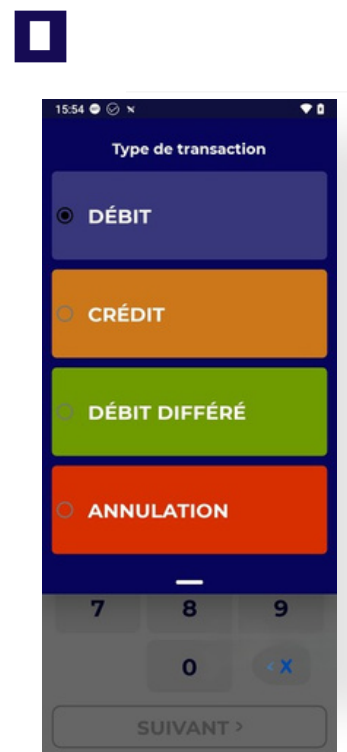 15:54
Type de transaction
DÉBIT
CRÉDIT
DÉBIT DIFFÉRÉ
ANNULATION
7 8 9
0 < X
SUIVANT >